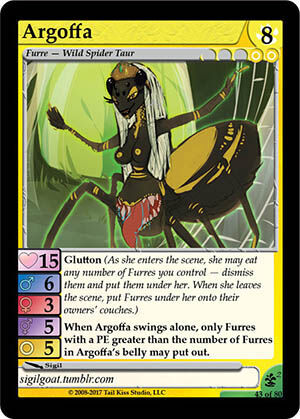 Argoffa
8
Furre — Wild Spider Taur
15 Glutton (As she enters the scene, she may eat
any number of Furres you control — dismiss
6 them and put them under her. When she leaves
the scene, put Furres under her onto their
3 owners' couches.)
5 When Argoffa swings alone, only Furres
with a PE greater than the number of Furres
5 in Argoffa's belly may put out.
Sigil
sigilgoat.tumblr.com
43 of 80
© 2008-2017 Tail Kiss Studio, LLC